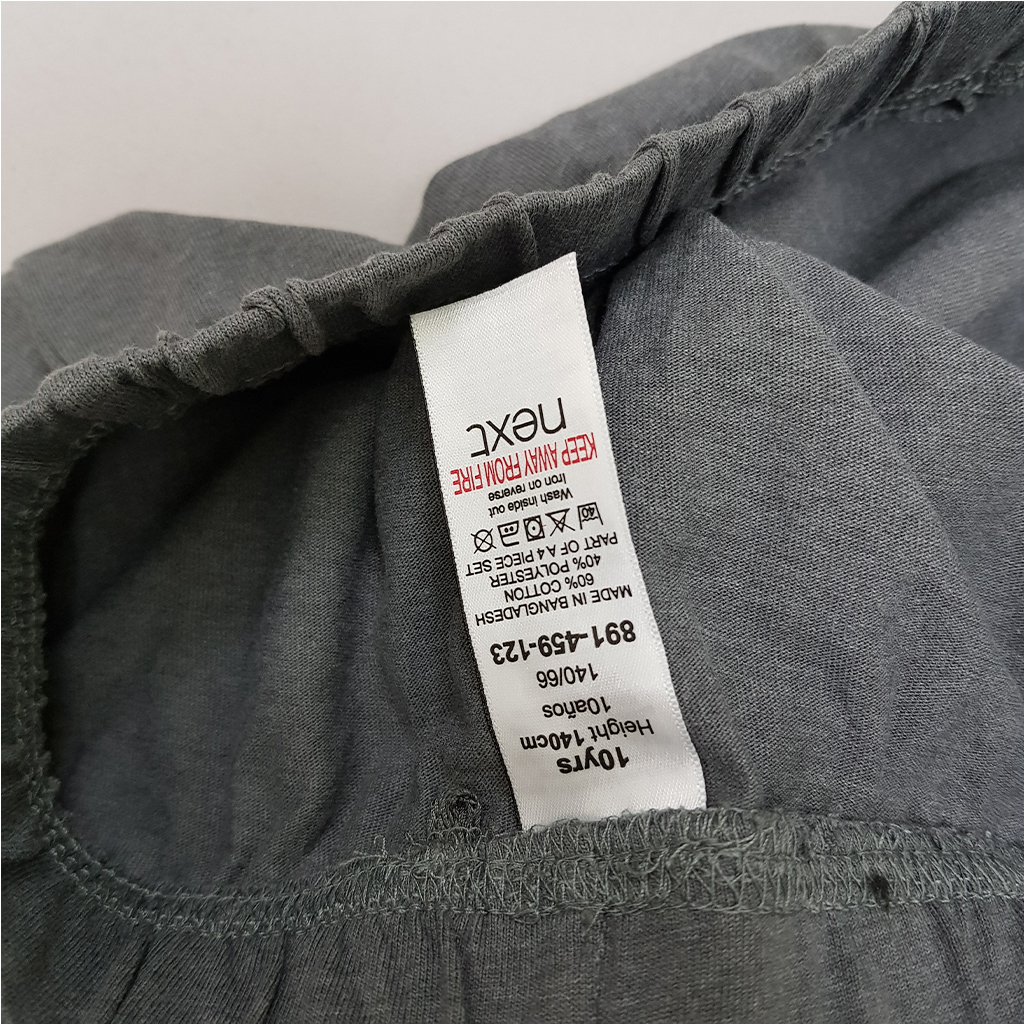 10yrs
Height 140cm
10años
140/66
891-459-123
MADE IN BANGLADESH
60% COTTON
40% POLYESTER
PART OF A 4 PIECE SET
40
Wash inside out
Iron on reverse
KEEP AWAY FROM FIRE
next